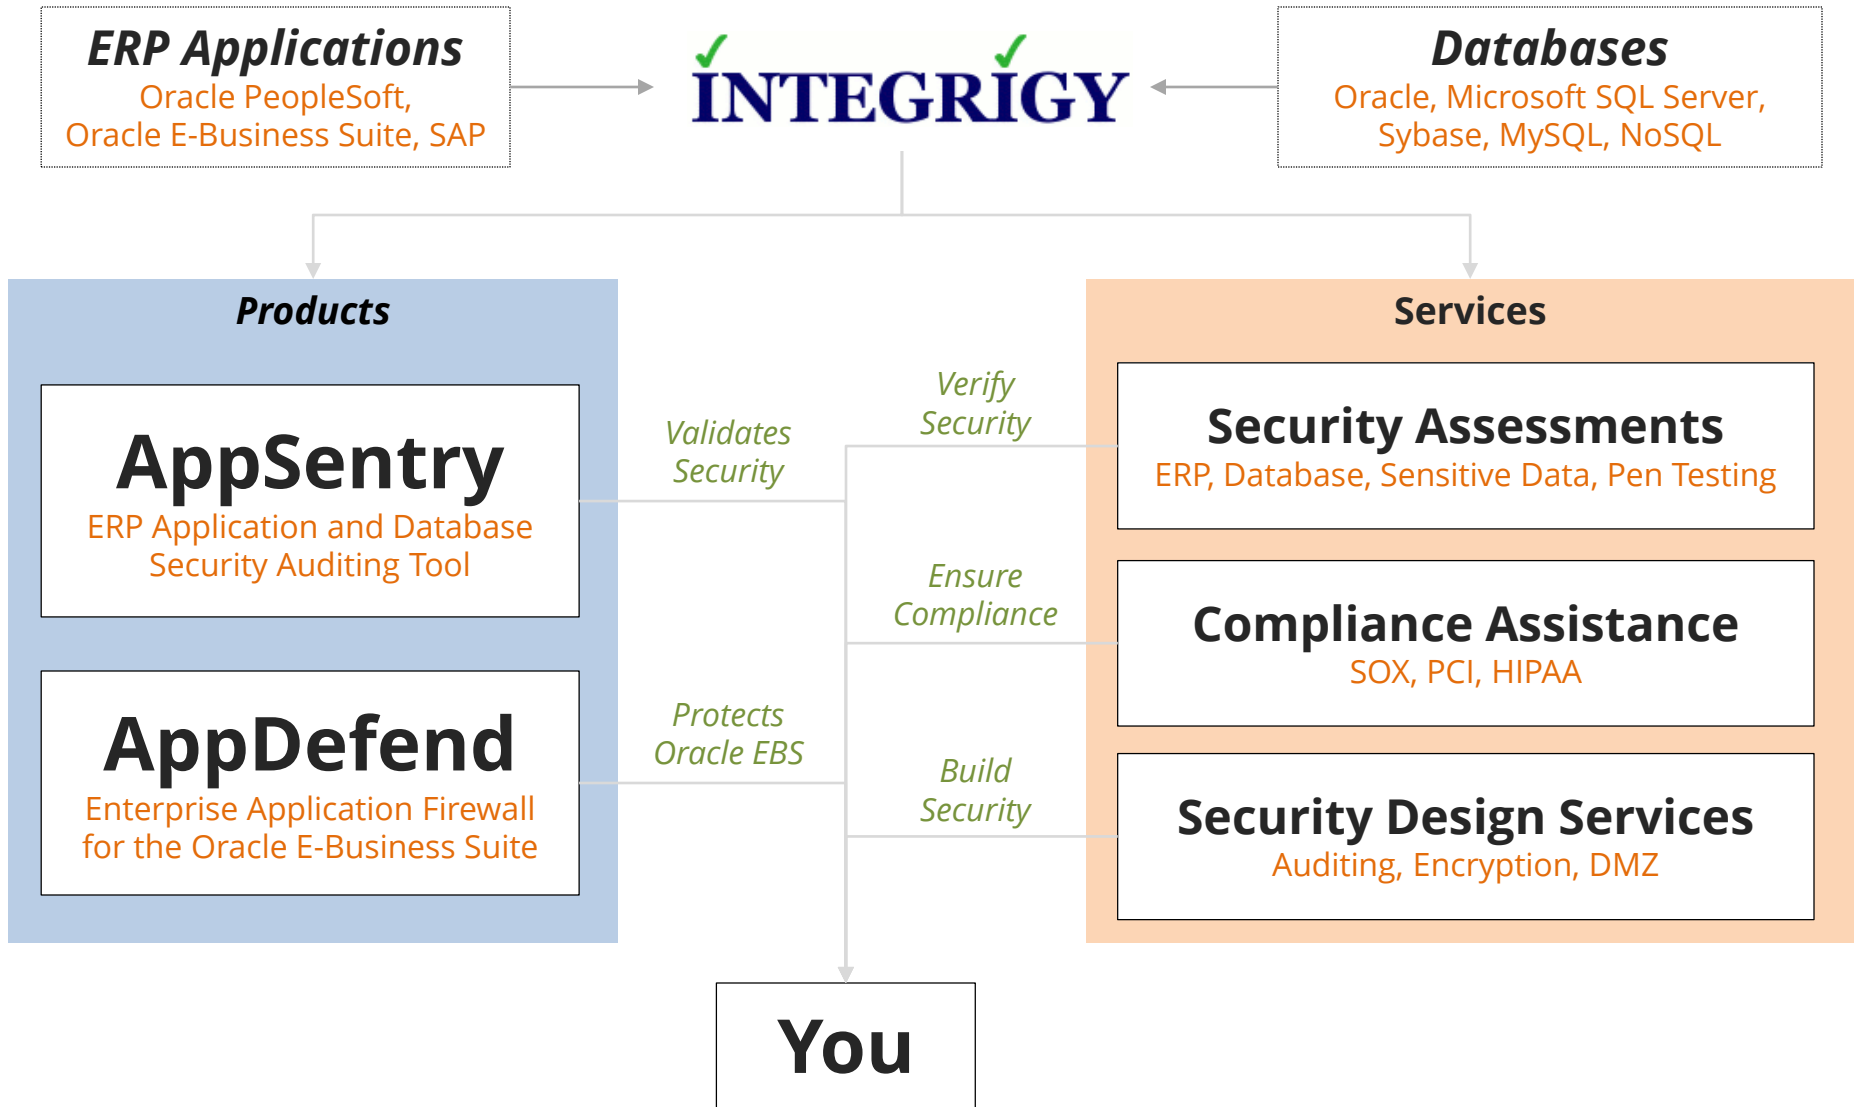 ERP Applications
Oracle PeopleSoft,
Oracle E-Business Suite, SAP
INTEGRIGY
Databases
Oracle, Microsoft SQL Server,
Sybase, MySQL, NoSQL
Products
AppSentry
ERP Application and Database
Security Auditing Tool
AppDefend
Enterprise Application Firewall
for the Oracle E-Business Suite
Validates
Security
Protects
Oracle EBS
Verify
Security
Ensure
Compliance
Build
Security
Services
Security Assessments
ERP, Database, Sensitive Data, Pen Testing
Compliance Assistance
SOX, PCI, HIPAA
Security Design Services
Auditing, Encryption, DMZ
You